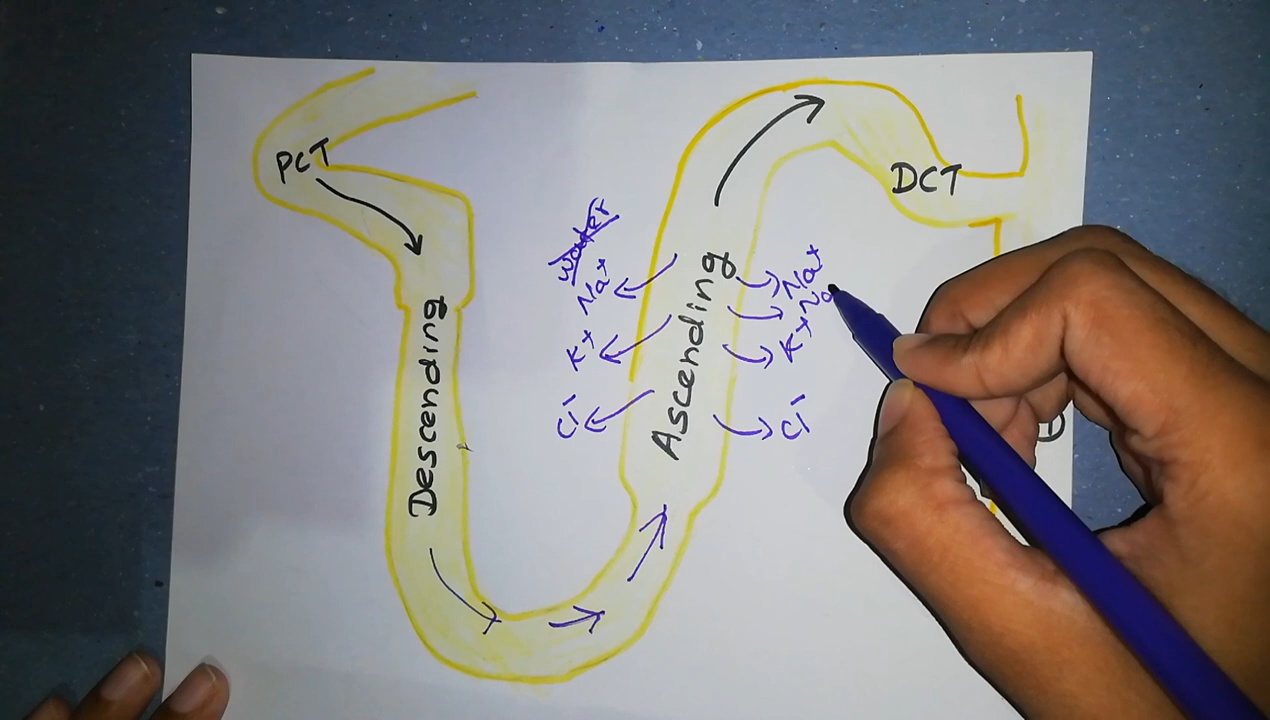 PCT
DCT
Descending
Ascending
Water
Na+
K+
Cl-
Na+
Na
K+
Cl-